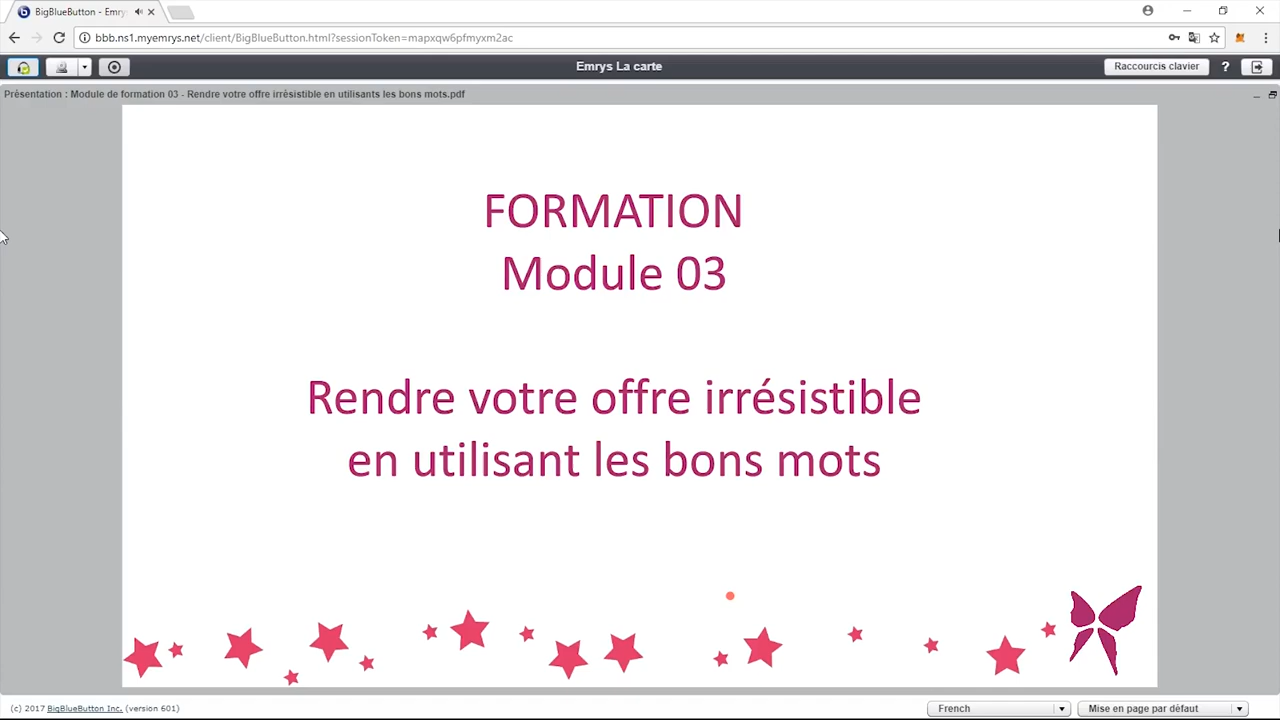 BigBlueButton - Emry
bbb.ns1.myemrys.net/client/BigBlueButton.html?sessionToken=mapxqw6pfmyxm2ac
Emrys La carte
Raccourcis clavier
?
Présentation : Module de formation 03 - Rendre votre offre irrésistible en utilisants les bons mots.pdf
FORMATION
Module 03
Rendre votre offre irrésistible
en utilisant les bons mots
(c) 2017 BigBlueButton Inc. (version 601)
French
Mise en page par défaut